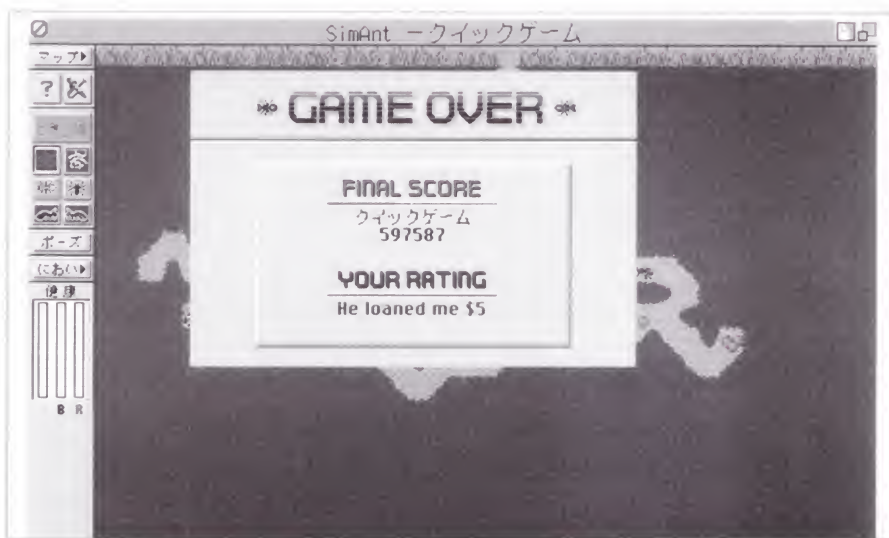 SimAnt ークイックゲーム
マップ
?
GAME OVER
FINAL SCORE
クイックゲーム
597587
YOUR RATING
He loaned me $5
ポーズ
におい
健康
B R